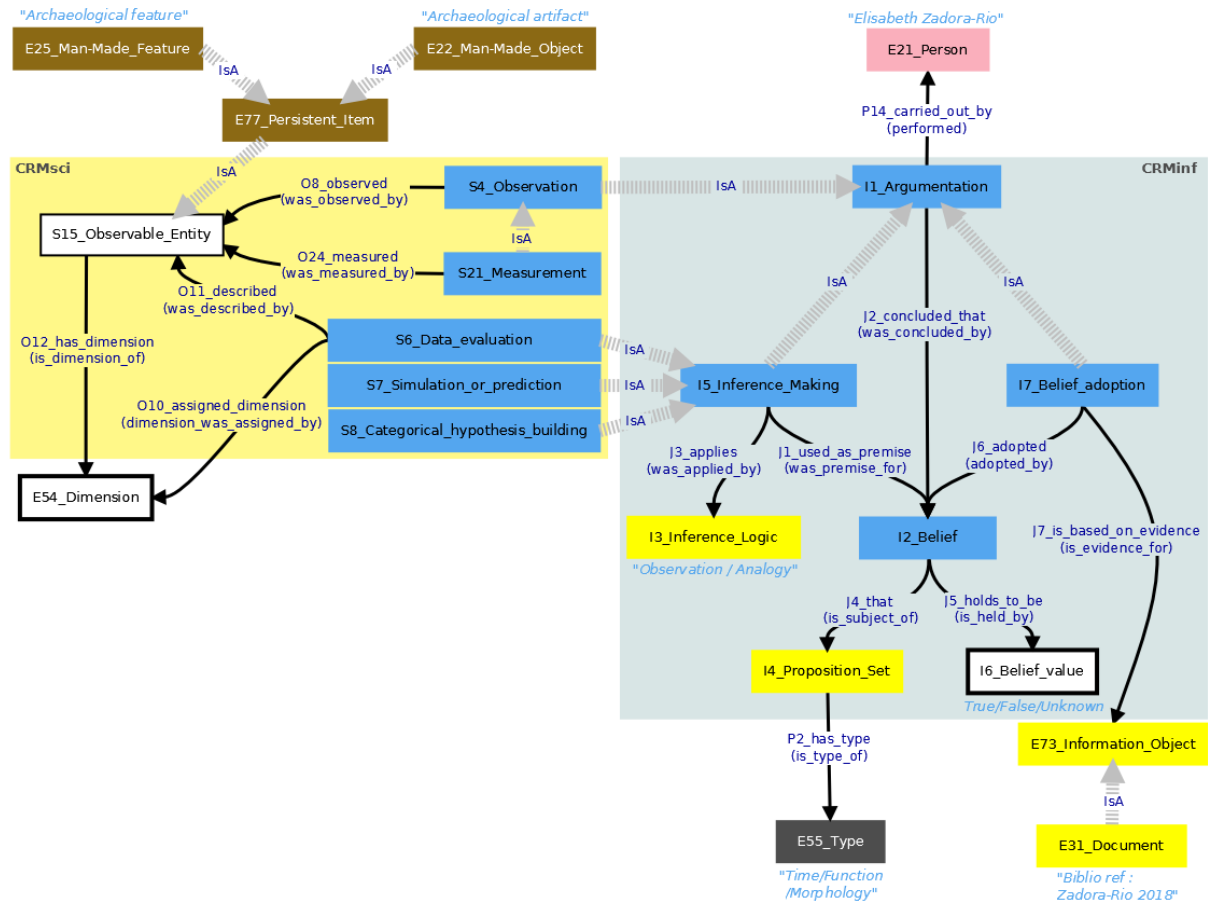 "Archaeological feature"
"Archaeological artifact"
"Elisabeth Zadora-Rio"
E25_Man-Made_Feature
E22_Man-Made_Object
E21_Person
IsA
IsA
E77_Persistent_Item
P14_carried_out_by
(performed)
CRMsci
IsA
CRMinf
O8_observed
(was_observed_by)
S4_Observation
IsA
I1_Argumentation
S15_Observable_Entity
IsA
O24_measured
(was_measured_by)
S21_Measurement
O11_described
(was_described_by)
IsA
IsA
J2_concluded_that
(was_concluded_by)
O12_has_dimension
(is_dimension_of)
S6_Data_evaluation
IsA
S7_Simulation_or_prediction
IsA
I5_Inference_Making
I7_Belief_adoption
O10_assigned_dimension
(dimension_was_assigned_by)
S8_Categorical_hypothesis_building
IsA
J3_applies
(was_applied_by)
J1_used_as_premise
(was_premise_for)
J6_adopted
(adopted_by)
E54_Dimension
I3_Inference_Logic
"Observation / Analogy"
I2_Belief
J7_is_based_on_evidence
(is_evidence_for)
J4_that
(is_subject_of)
J5_holds_to_be
(is_held_by)
I4_Proposition_Set
I6_Belief_value
True/False/Unknown
P2_has_type
(is_type_of)
E73_Information_Object
IsA
E55_Type
"Time/Function
/Morphology"
E31_Document
"Biblio ref :
Zadora-Rio 2018"